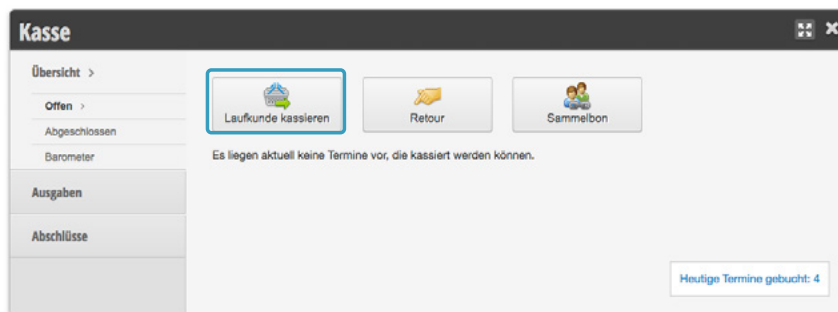 Kasse
Übersicht >
Offen >
Abgeschlossen
Barometer
Ausgaben
Abschlüsse
Laufkunde kassieren
Retour
Sammelbon
Es liegen aktuell keine Termine vor, die kassiert werden können.
Heutige Termine gebucht: 4